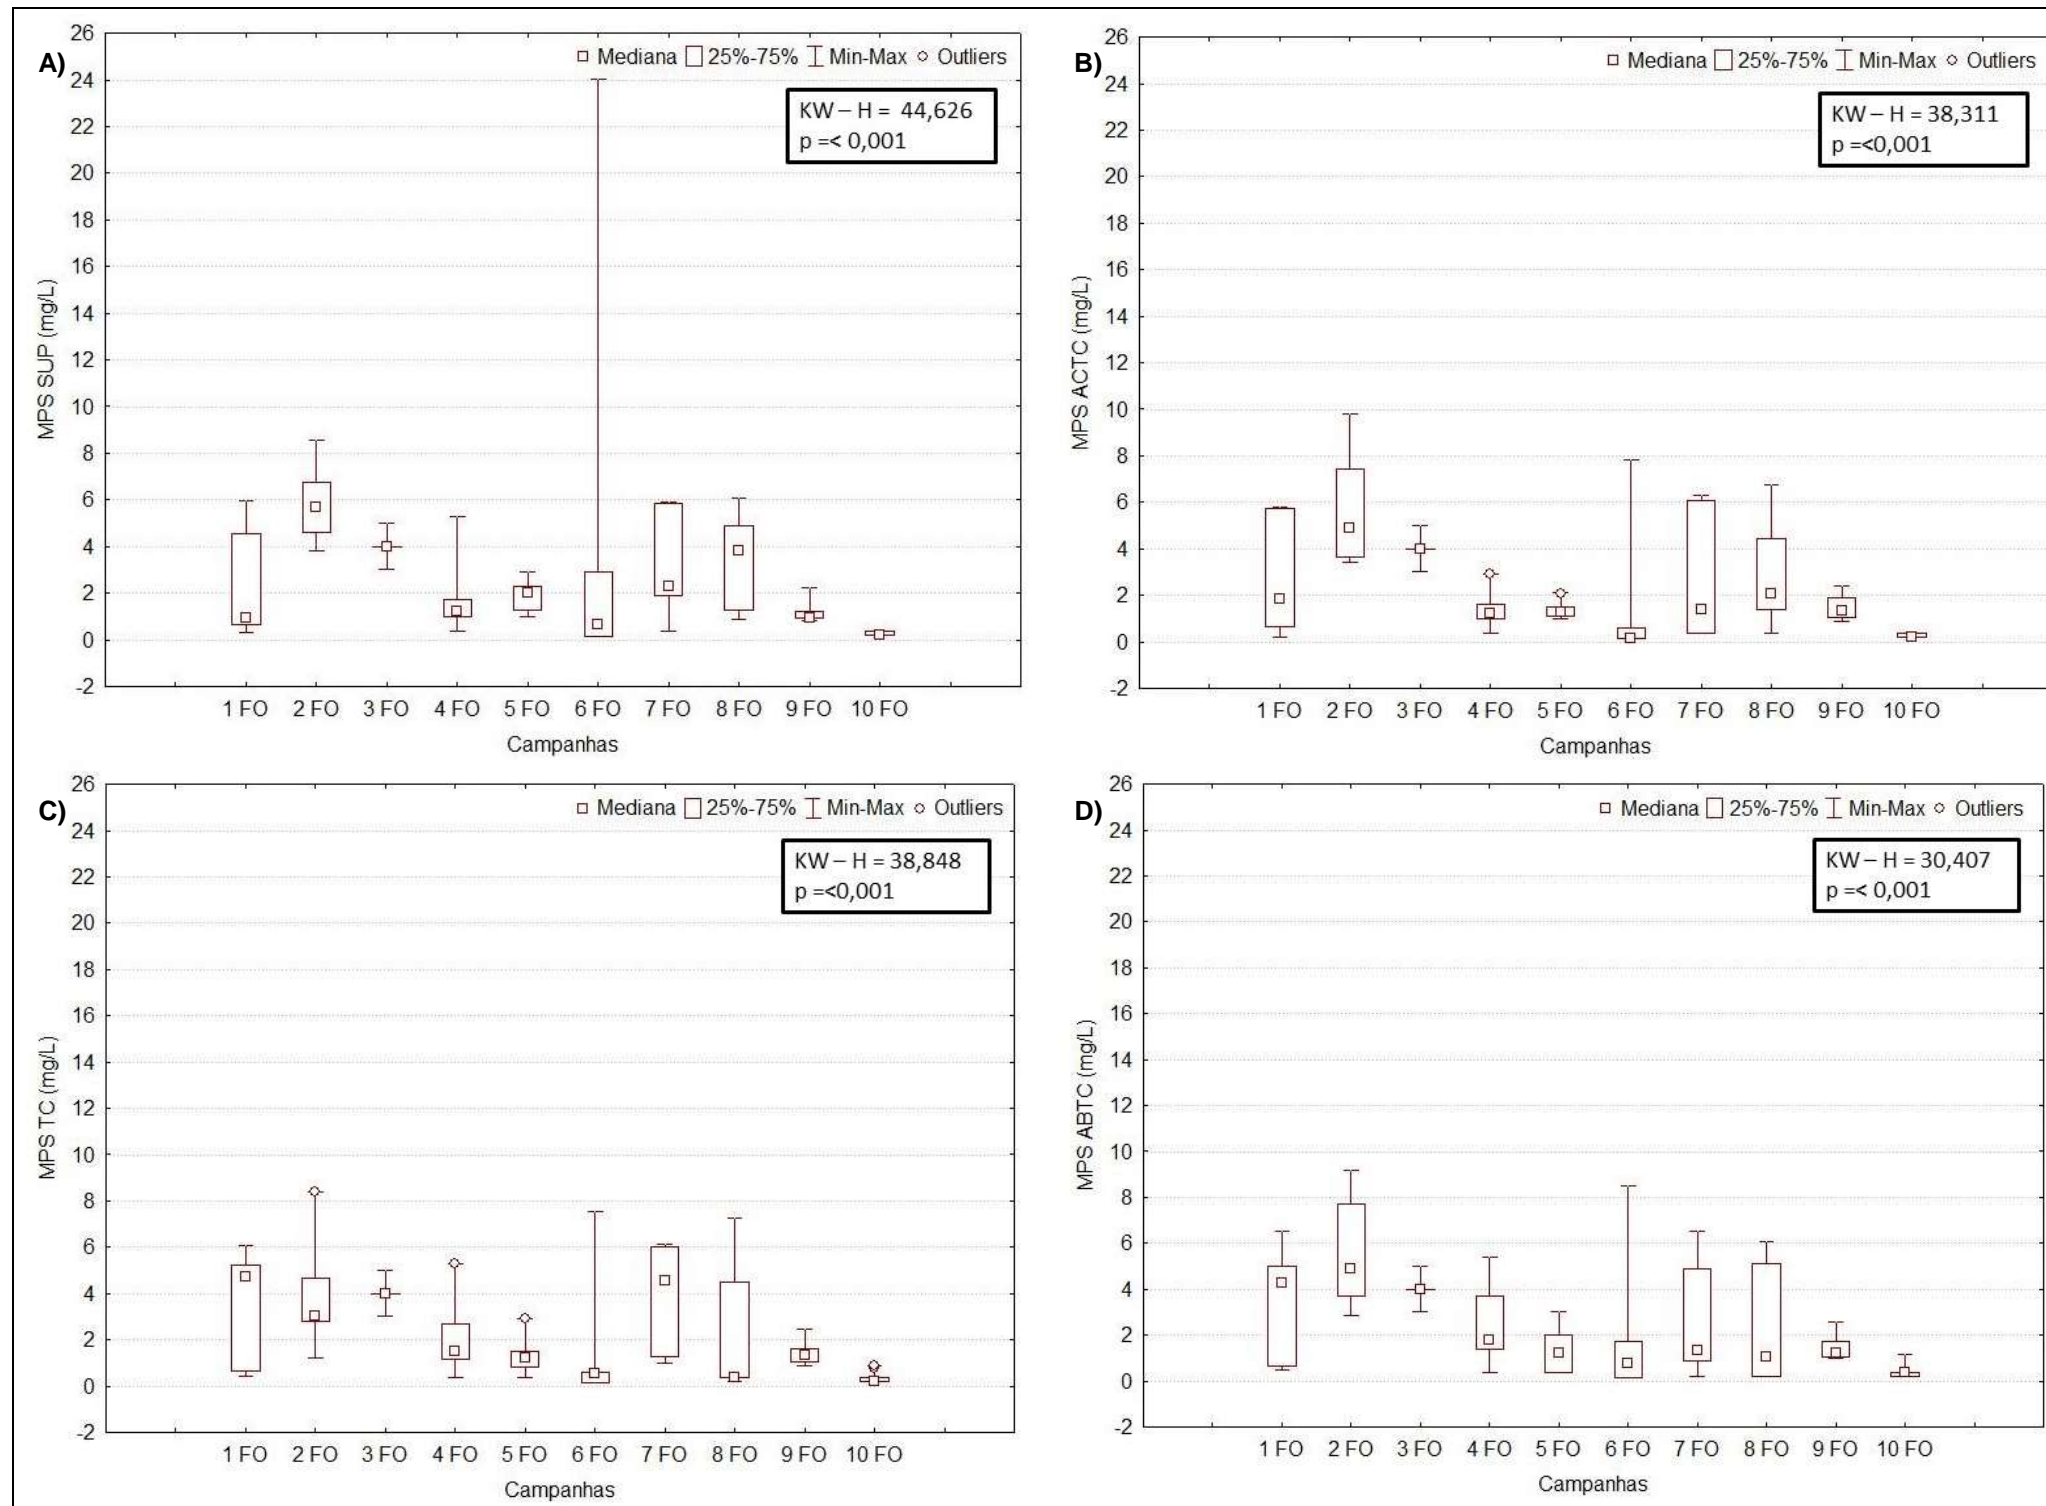 A)
Mediana 25%-75% Min-Max Outliers
KW – H = 44,626
p =< 0,001
26
24
22
20
18
16
14
12
10
8
6
4
2
0
-2
MPS SUP (mg/L)
1 FO 2 FO 3 FO 4 FO 5 FO 6 FO 7 FO 8 FO 9 FO 10 FO
Campanhas
B)
Mediana 25%-75% Min-Max Outliers
KW – H = 38,311
p =<0,001
26
24
22
20
18
16
14
12
10
8
6
4
2
0
-2
MPS ACTC (mg/L)
1 FO 2 FO 3 FO 4 FO 5 FO 6 FO 7 FO 8 FO 9 FO 10 FO
Campanhas
C)
Mediana 25%-75% Min-Max Outliers
KW – H = 38,848
p =<0,001
26
24
22
20
18
16
14
12
10
8
6
4
2
0
-2
MPS TC (mg/L)
1 FO 2 FO 3 FO 4 FO 5 FO 6 FO 7 FO 8 FO 9 FO 10 FO
Campanhas
D)
Mediana 25%-75% Min-Max Outliers
KW – H = 30,407
p =< 0,001
26
24
22
20
18
16
14
12
10
8
6
4
2
0
-2
MPS ABTC (mg/L)
1 FO 2 FO 3 FO 4 FO 5 FO 6 FO 7 FO 8 FO 9 FO 10 FO
Campanhas